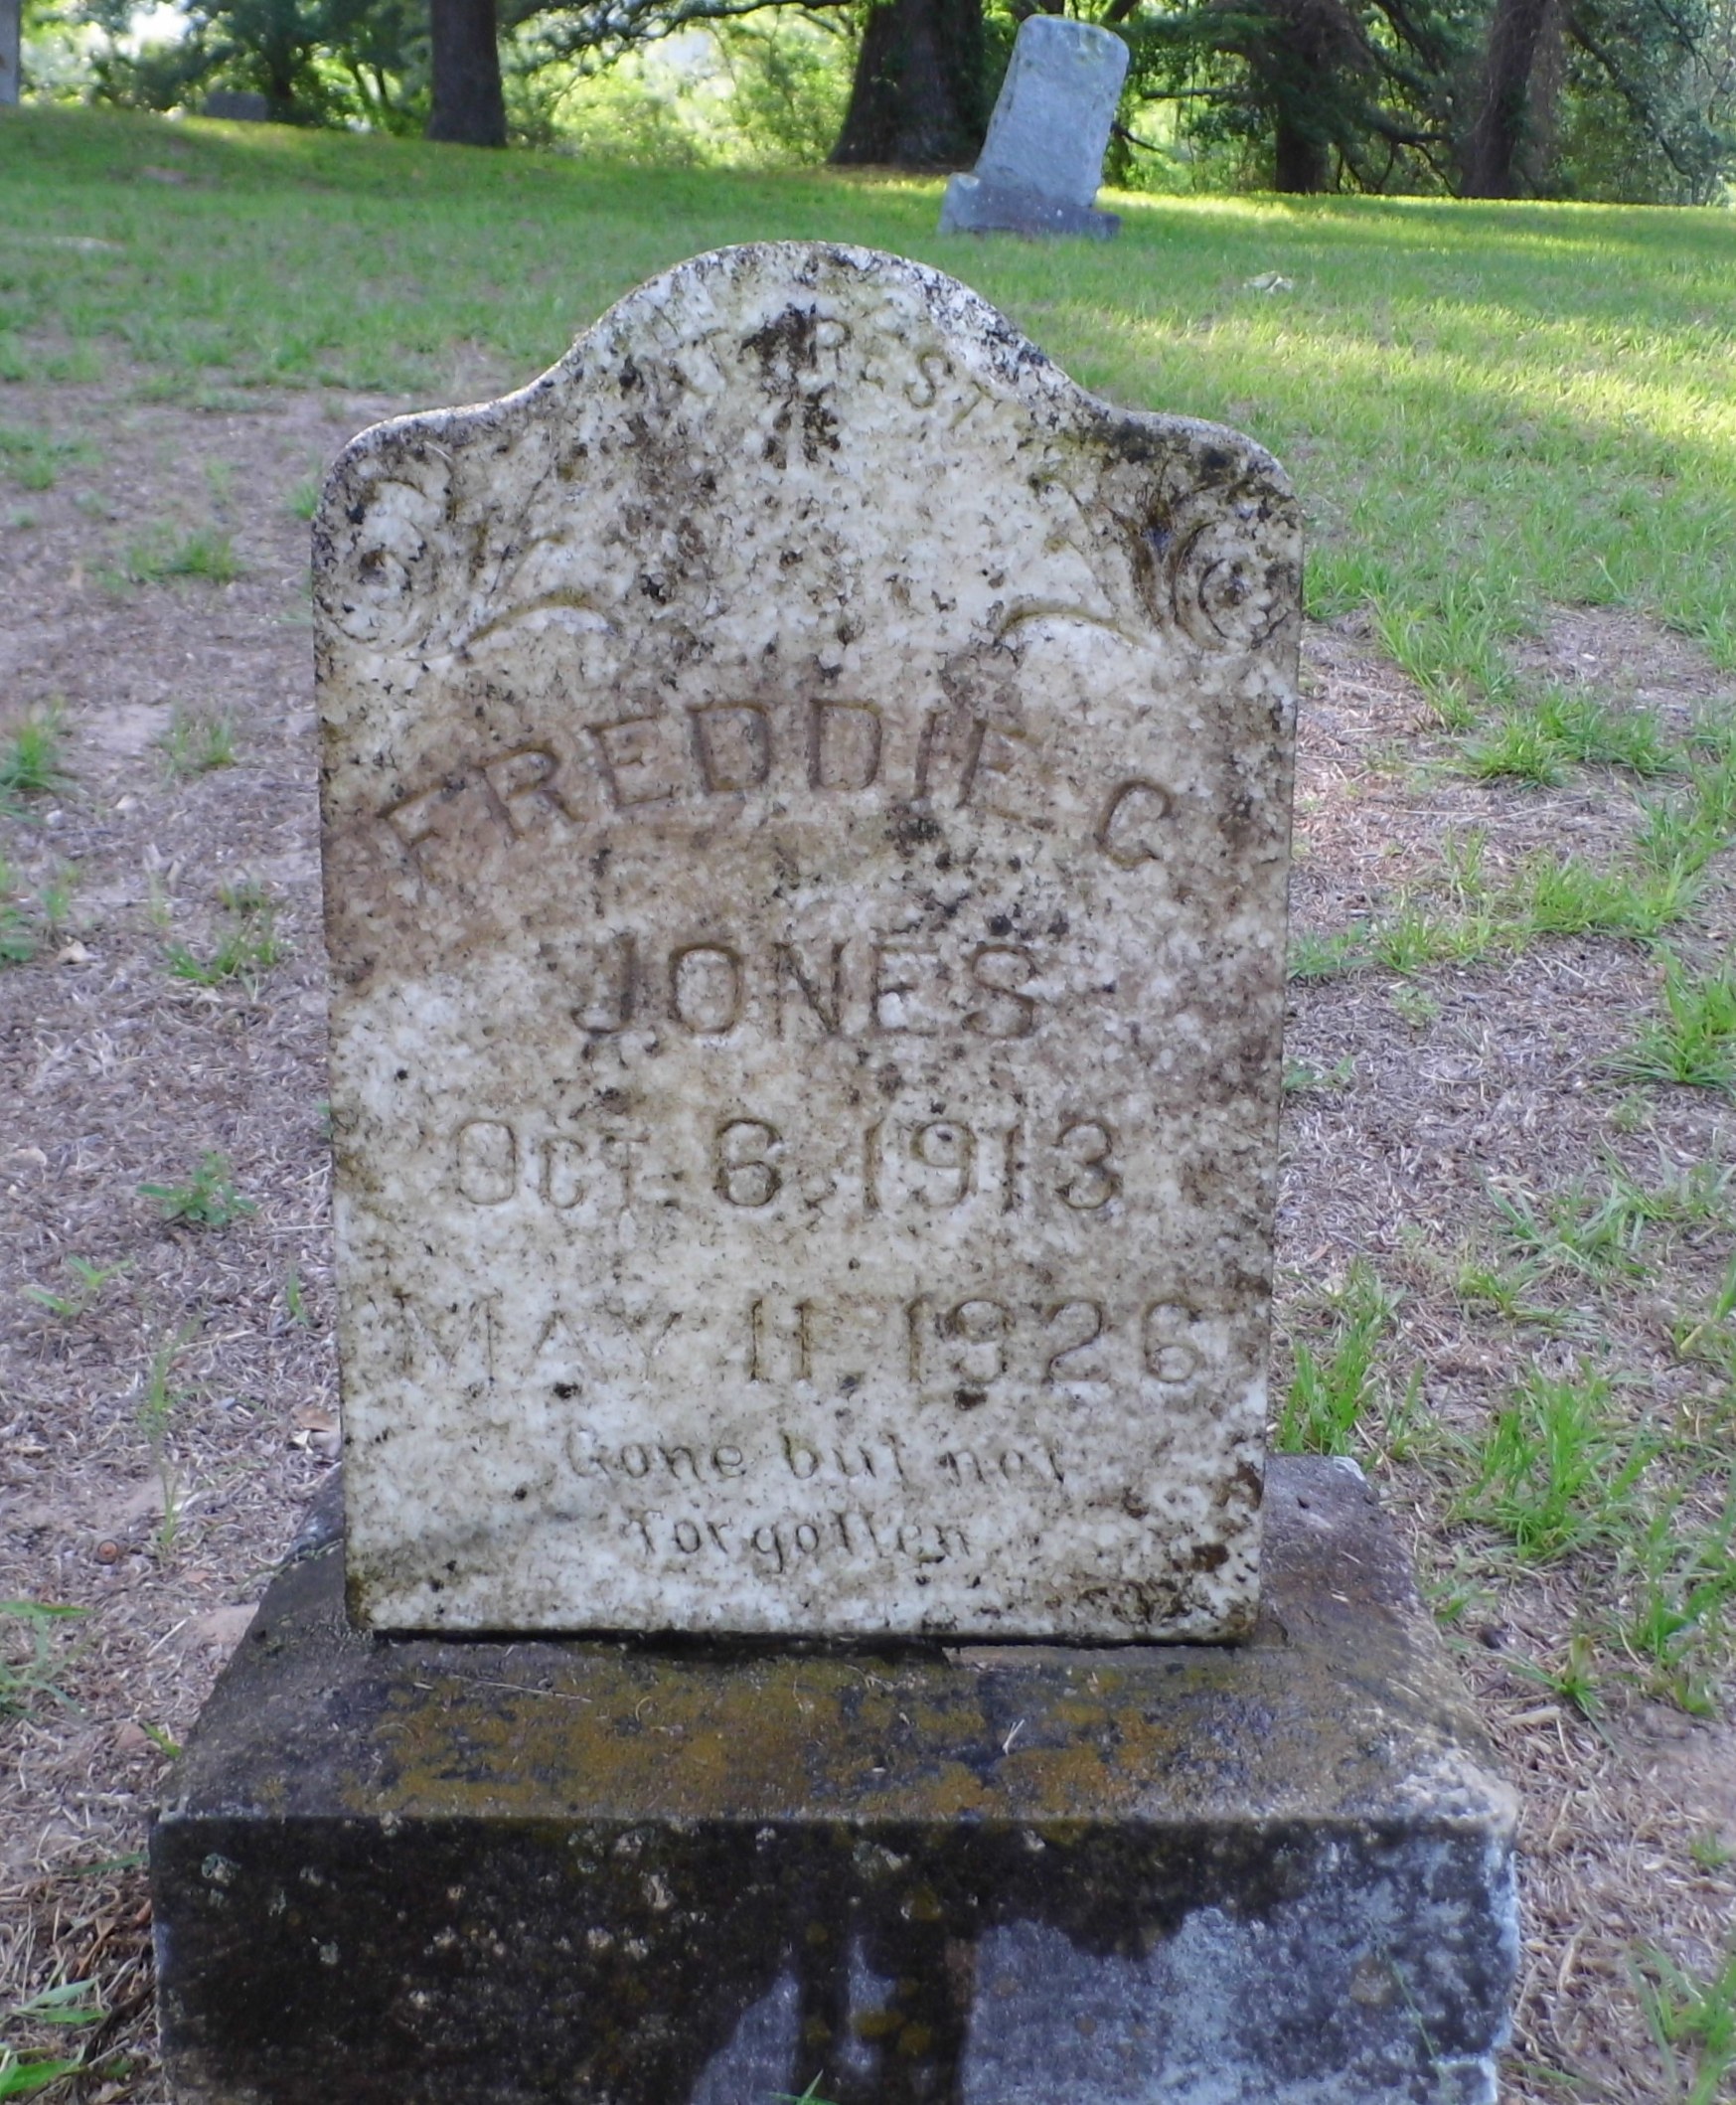 AT REST
FREDDIE C
JONES
OCT. 6, 1913
MAY 11, 1926
Gone but not
forgotten